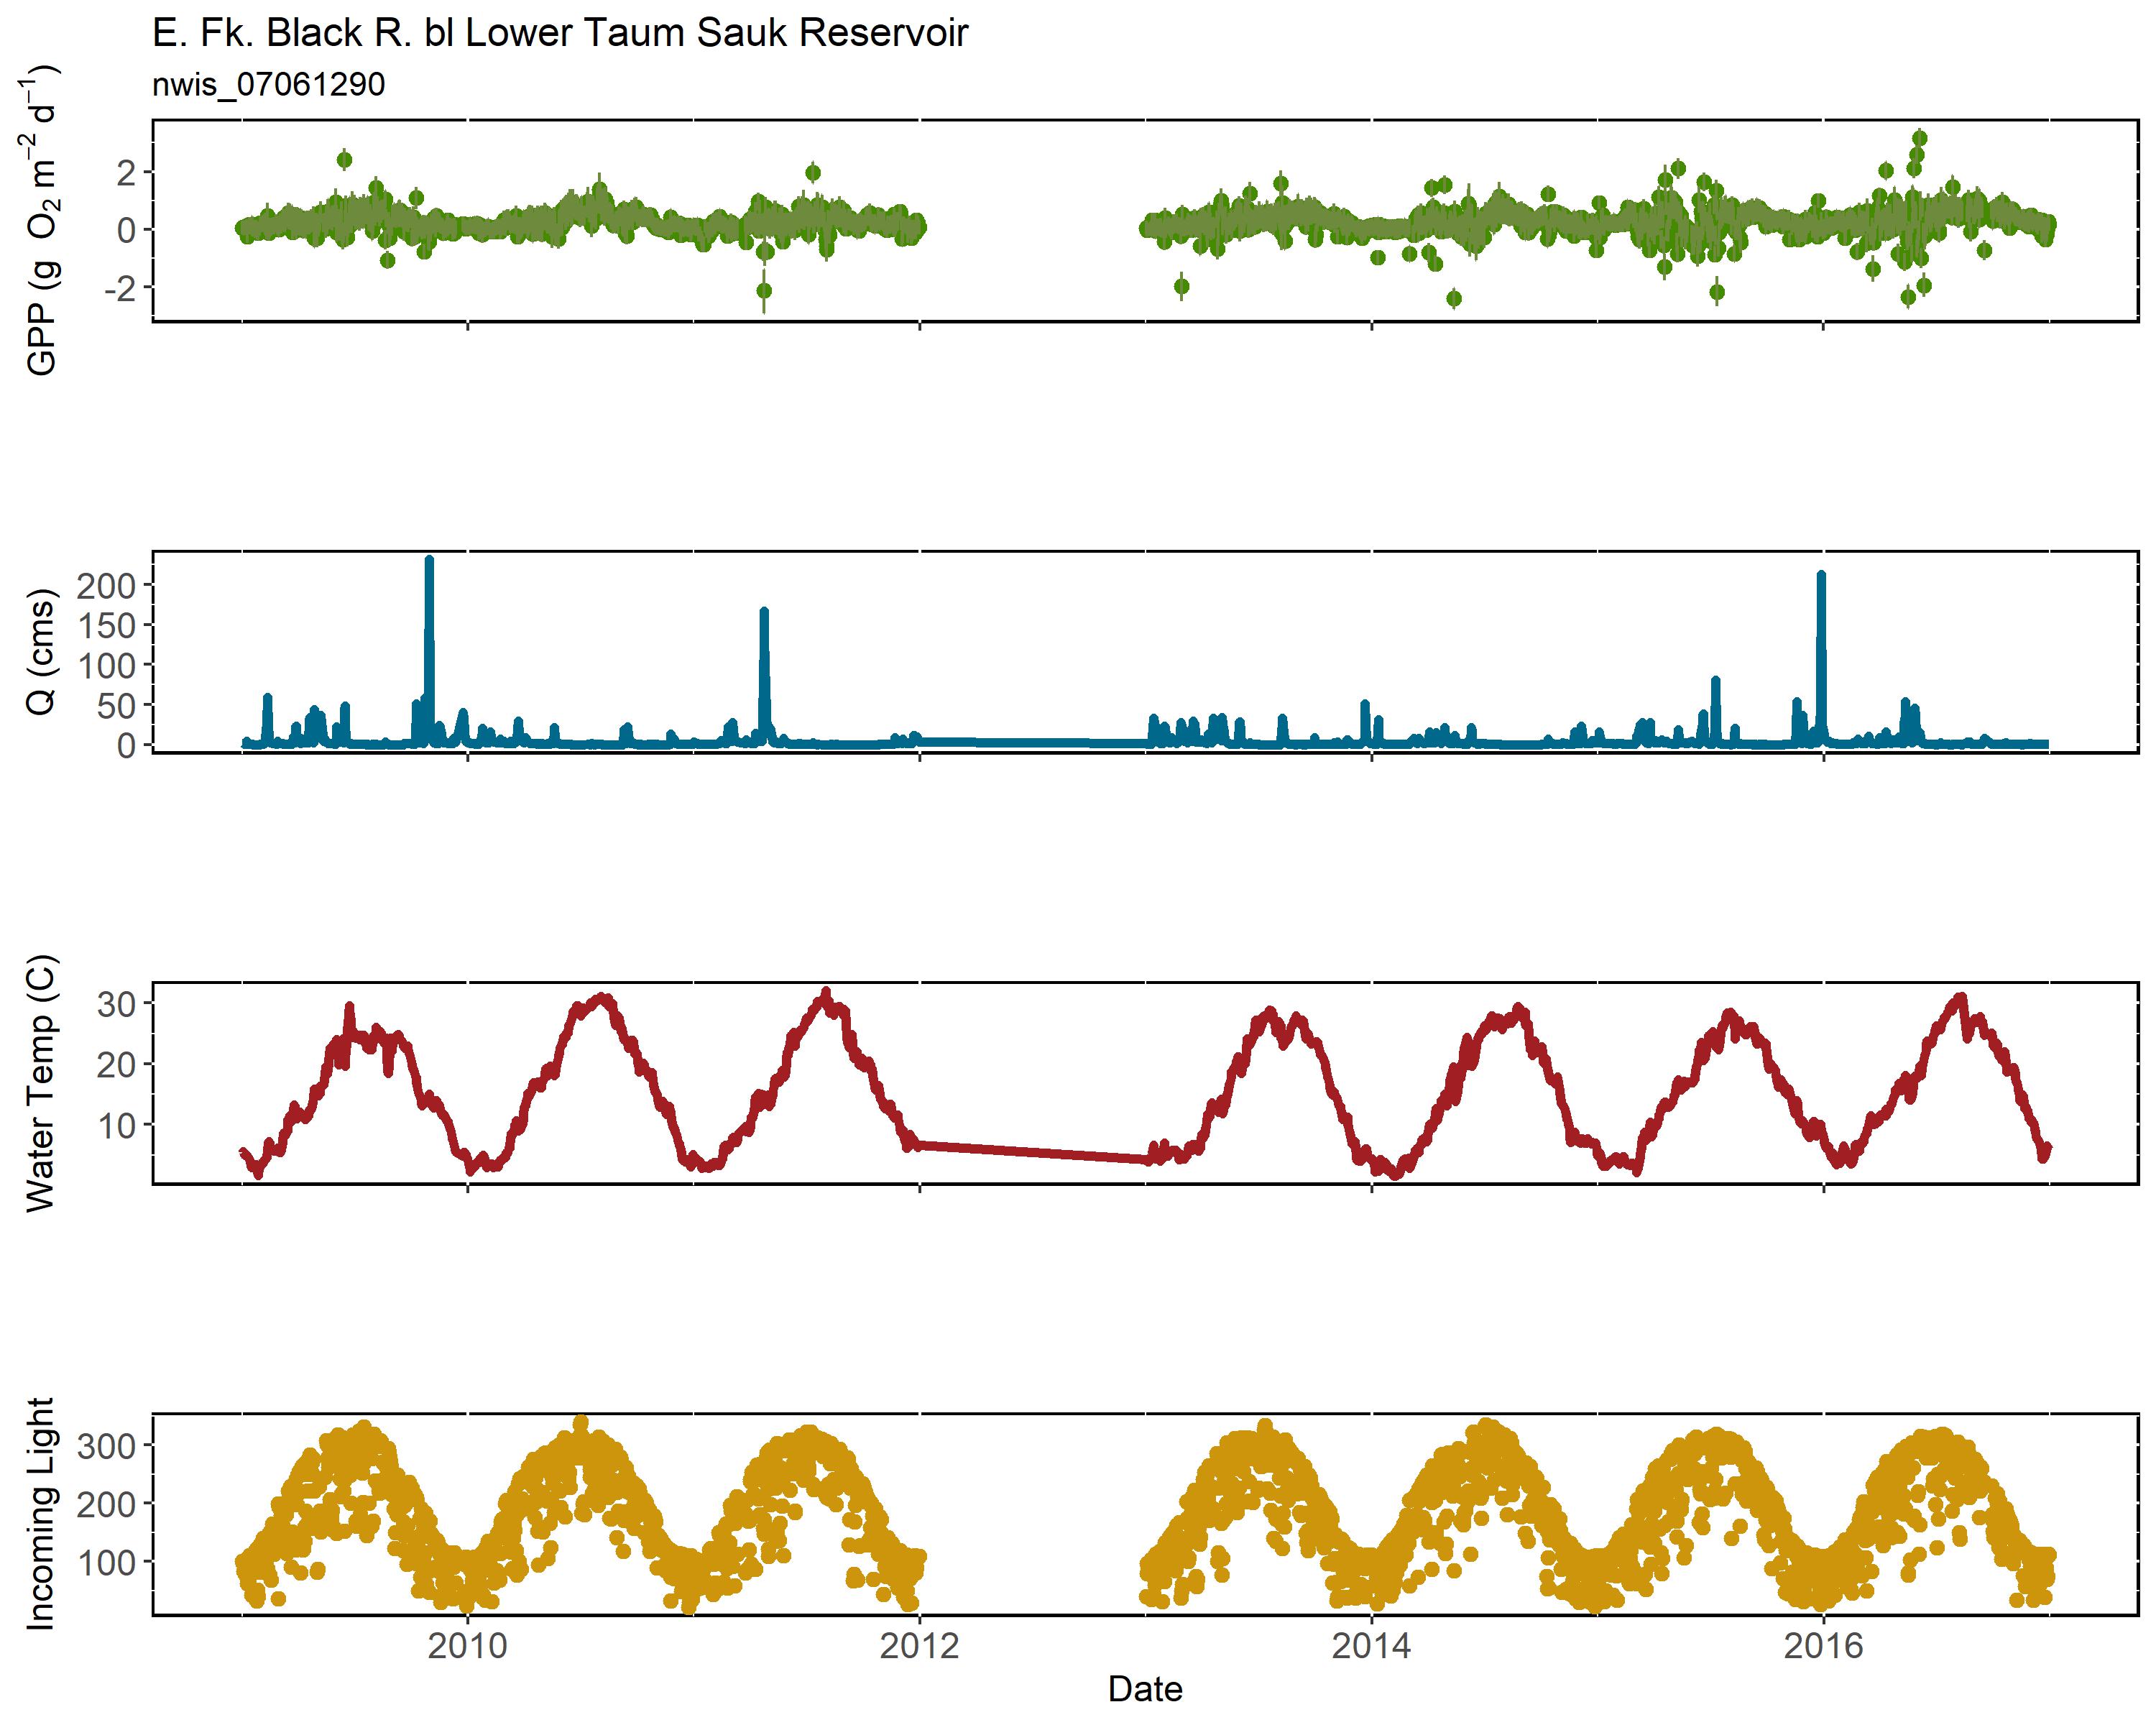 E. Fk. Black R. bl Lower Taum Sauk Reservoir
nwis_07061290
GPP (g O₂ m⁻² d⁻¹)
2
0
-2
Q (cms)
200
150
100
50
0
Water Temp (C)
30
20
10
Incoming Light
300
200
100
2010 2012 2014 2016
Date